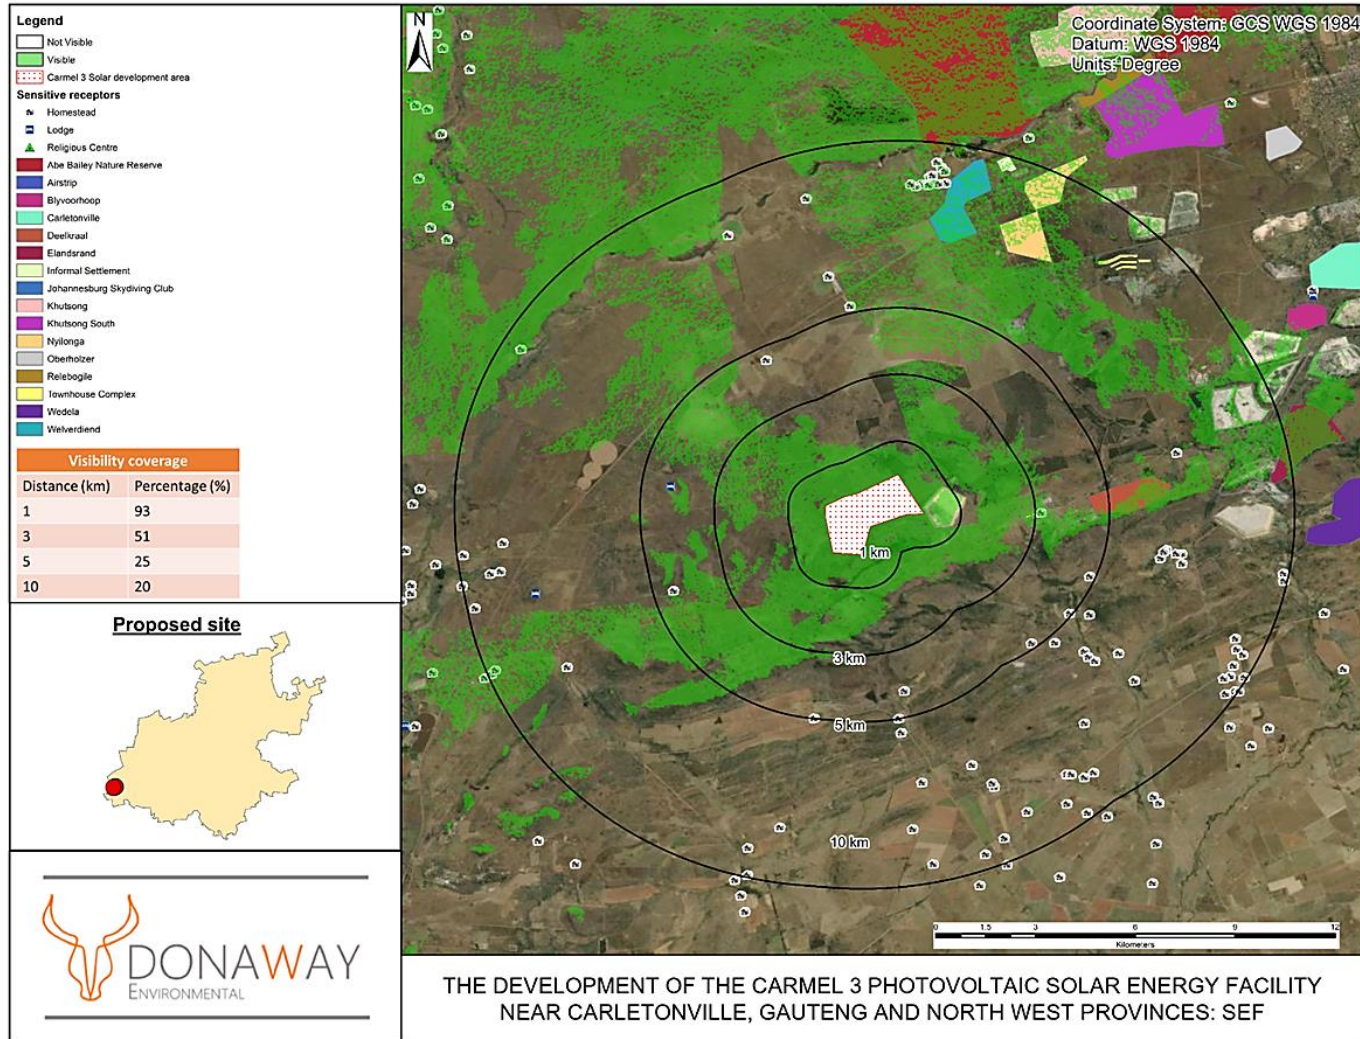 Legend
Not Visible
Visible
Carmel 3 Solar development area
Sensitive receptors
Homestead
Lodge
Religious Centre
Abe Bailey Nature Reserve
Airstrip
Blyvoorhoop
Carletonville
Deelkraal
Elandsrand
Informal Settlement
Johannesburg Skydiving Club
Khutsong
Khutsong South
Nyilonga
Oberholzer
Relebogile
Townhouse Complex
Wedela
Welverdiend
Visibility coverage
Distance (km) Percentage (%)
1 93
3 51
5 25
10 20
Proposed site
DONAWAY
ENVIRONMENTAL
N
Coordinate System: GCS WGS 1984
Datum: WGS 1984
Units: Degree
1 km
3 km
5 km
10 km
0 1.5 3 6 9 12
Kilometers
THE DEVELOPMENT OF THE CARMEL 3 PHOTOVOLTAIC SOLAR ENERGY FACILITY
NEAR CARLETONVILLE, GAUTENG AND NORTH WEST PROVINCES: SEF